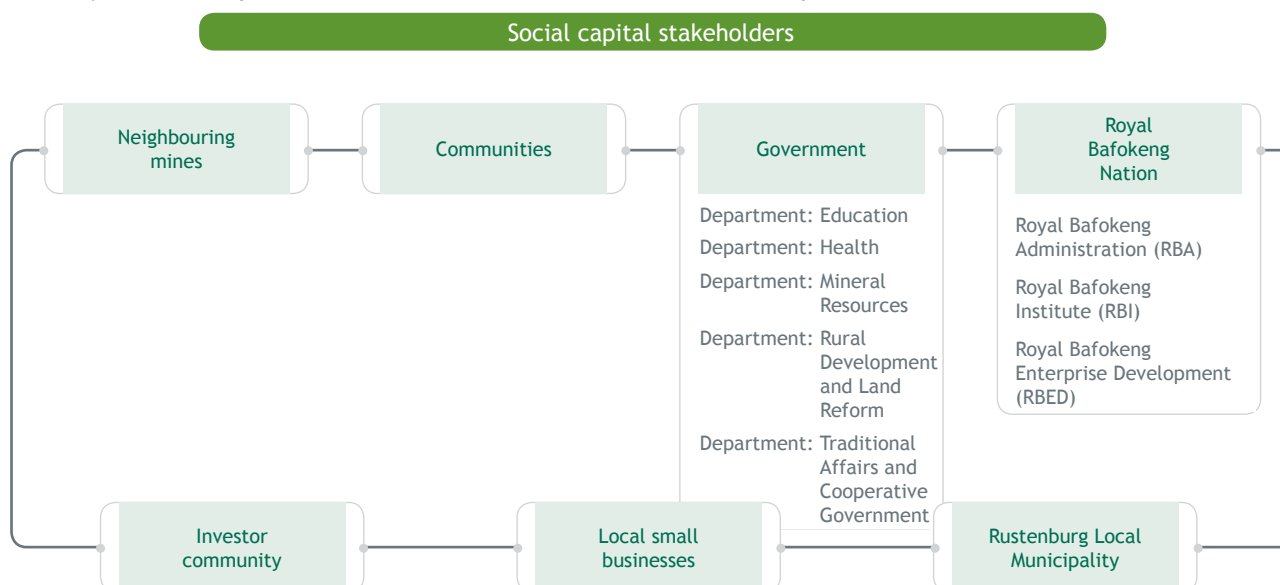 Social capital stakeholders
Neighbouring
mines
Communities
Government
Department: Education
Department: Health
Department: Mineral
Resources
Department: Rural
Development
and Land
Reform
Department: Traditional
Affairs and
Cooperative
Government
Royal
Bafokeng
Nation
Royal Bafokeng
Administration (RBA)
Royal Bafokeng
Institute (RBI)
Royal Bafokeng
Enterprise Development
(RBED)
Investor
community
Local small
businesses
Rustenburg Local
Municipality